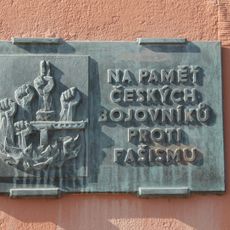 NA PAMĚŤ
ČESKÝCH
BOJOVNÍKŮ
PROTI
FAŠISMU